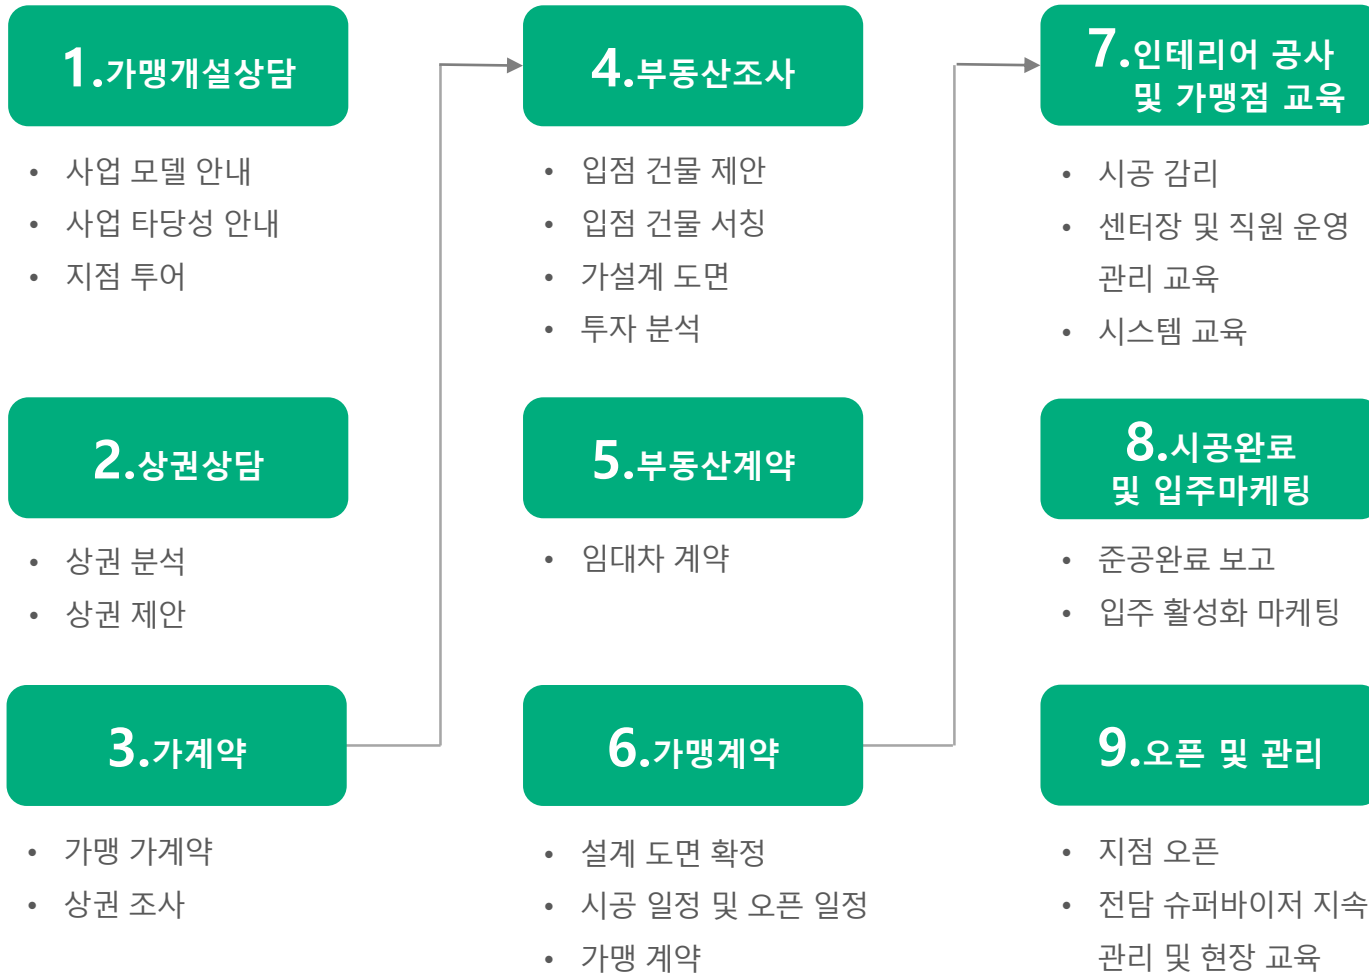 1.가맹개설상담
• 사업 모델 안내
• 사업 타당성 안내
• 지점 투어
2.상권상담
• 상권 분석
• 상권 제안
3.가계약
• 가맹 가계약
• 상권 조사
4.부동산조사
• 입점 건물 제안
• 입점 건물 서칭
• 가설계 도면
• 투자 분석
5.부동산계약
• 임대차 계약
6.가맹계약
• 설계 도면 확정
• 시공 일정 및 오픈 일정
• 가맹 계약
7.인테리어 공사
및 가맹점 교육
• 시공 감리
• 센터장 및 직원 운영
관리 교육
• 시스템 교육
8.시공완료
및 입주마케팅
• 준공완료 보고
• 입주 활성화 마케팅
9.오픈 및 관리
• 지점 오픈
• 전담 슈퍼바이저 지속
관리 및 현장 교육